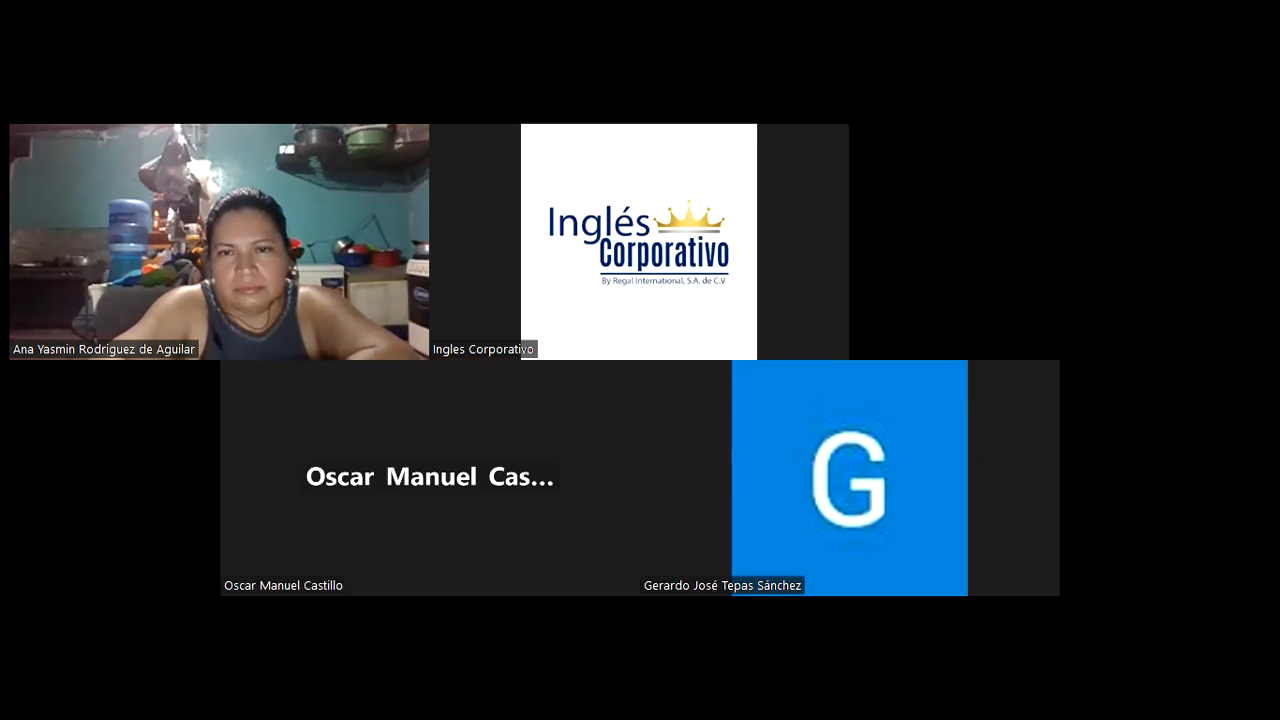 Inglés
Corporativo
By Regal International, S.A. de C.V.
Ana Yasmin Rodriguez de Aguilar
Ingles Corporativo
Oscar Manuel Cas...
G
Oscar Manuel Castillo
Gerardo José Tepas Sánchez